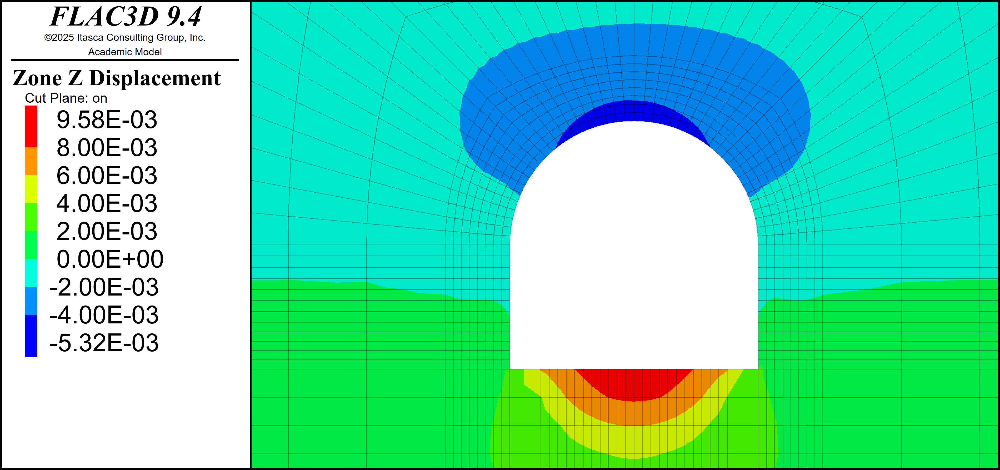 FLAC3D 9.4
©2025 Itasca Consulting Group, Inc.
Academic Model
Zone Z Displacement
Cut Plane: on
9.58E-03
8.00E-03
6.00E-03
4.00E-03
2.00E-03
0.00E+00
-2.00E-03
-4.00E-03
-5.32E-03